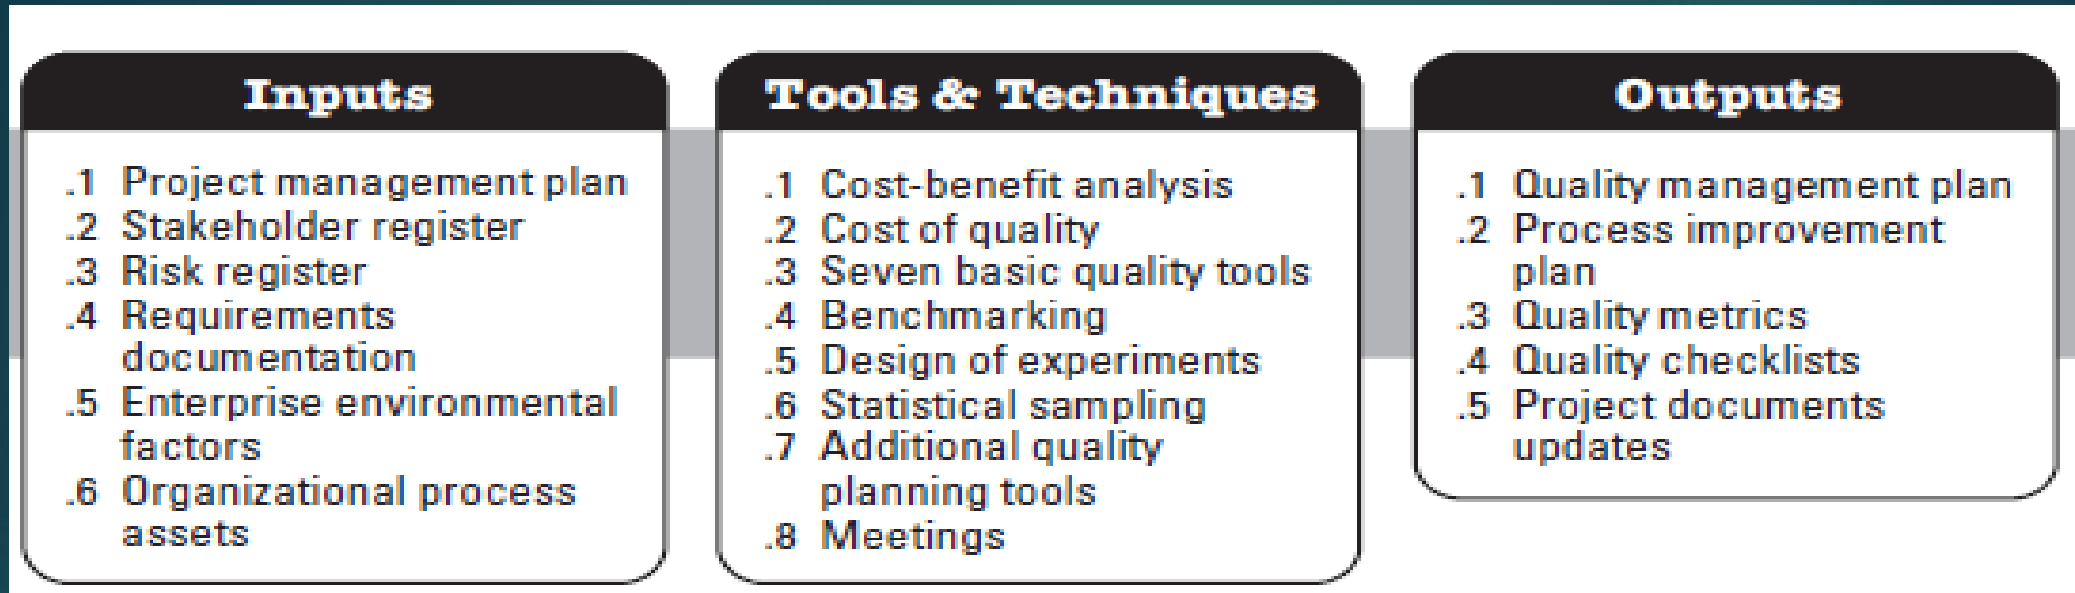 Inputs
.1 Project management plan
.2 Stakeholder register
.3 Risk register
.4 Requirements
documentation
.5 Enterprise environmental
factors
.6 Organizational process
assets
Tools & Techniques
.1 Cost-benefit analysis
.2 Cost of quality
.3 Seven basic quality tools
.4 Benchmarking
.5 Design of experiments
.6 Statistical sampling
.7 Additional quality
planning tools
.8 Meetings
Outputs
.1 Quality management plan
.2 Process improvement
plan
.3 Quality metrics
.4 Quality checklists
.5 Project documents
updates